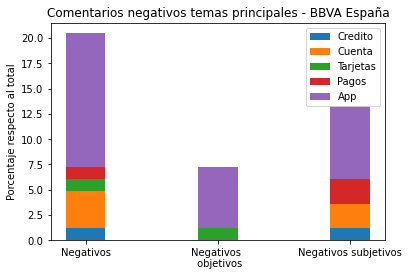 Comentarios negativos temas principales - BBVA España
Porcentaje respecto al total
20.0
17.5
15.0
12.5
10.0
7.5
5.0
2.5
0.0
Credito
Cuenta
Tarjetas
Pagos
App
Negativos
Negativos
objetivos
Negativos subjetivos